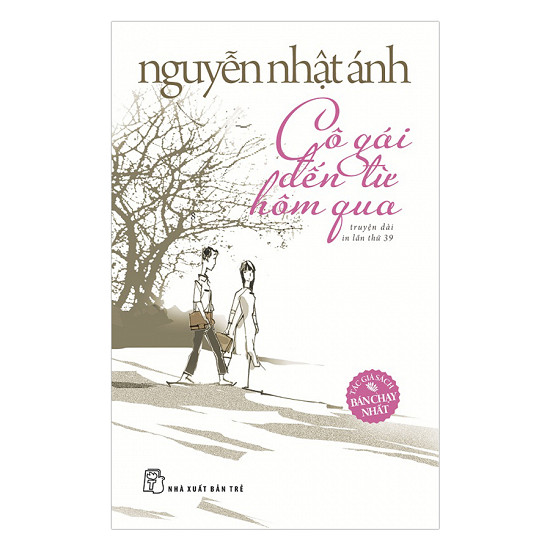 nguyễn nhật ánh
Cô gái
đến từ
hôm qua
truyện dài
in lần thứ 39
TÁC GIẢ SÁCH
BÁN CHẠY
NHẤT
NHÀ XUẤT BẢN TRẺ